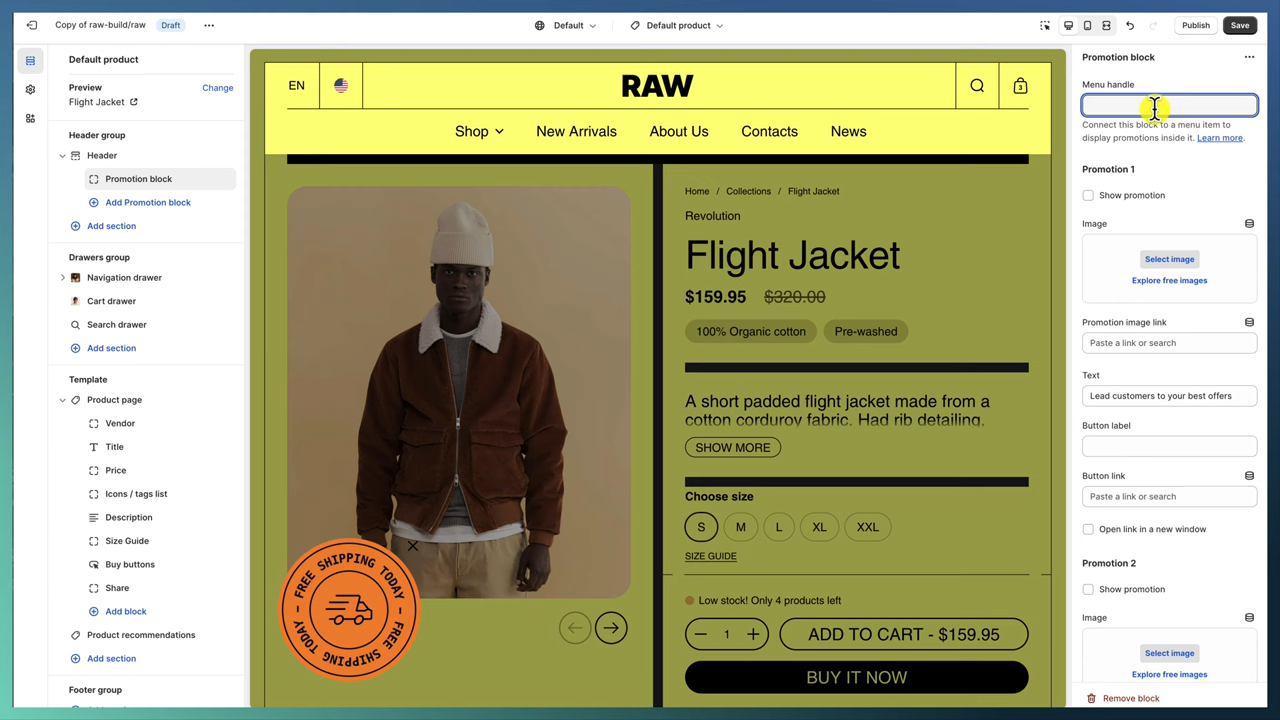 Copy of raw-build/raw
Draft
Default
Default product
Publish
Save
Default product
Preview
Change
Flight Jacket
Header group
Header
Promotion block
Add Promotion block
Add section
Drawers group
Navigation drawer
Cart drawer
Search drawer
Add section
Template
Product page
Vendor
Title
Price
Icons / tags list
Description
Size Guide
Buy buttons
Share
Add block
Product recommendations
Add section
Footer group
EN
RAW
3
Shop
New Arrivals
About Us
Contacts
News
Home / Collections / Flight Jacket
Revolution
Flight Jacket
$159.95 $320.00
100% Organic cotton
Pre-washed
A short padded flight jacket made from a
cotton corduroy fabric. Had rib detailing.
SHOW MORE
Choose size
S
M
L
XL
XXL
SIZE GUIDE
Low stock! Only 4 products left
1
ADD TO CART - $159.95
BUY IT NOW
FREE SHIPPING TODAY - FREE SHIPPING TODAY -
Promotion block
Menu handle
Connect this block to a menu item to
display promotions inside it. Learn more.
Promotion 1
Show promotion
Image
Select image
Explore free images
Promotion image link
Paste a link or search
Text
Lead customers to your best offers
Button label
Button link
Paste a link or search
Open link in a new window
Promotion 2
Show promotion
Image
Select image
Explore free images
Remove block